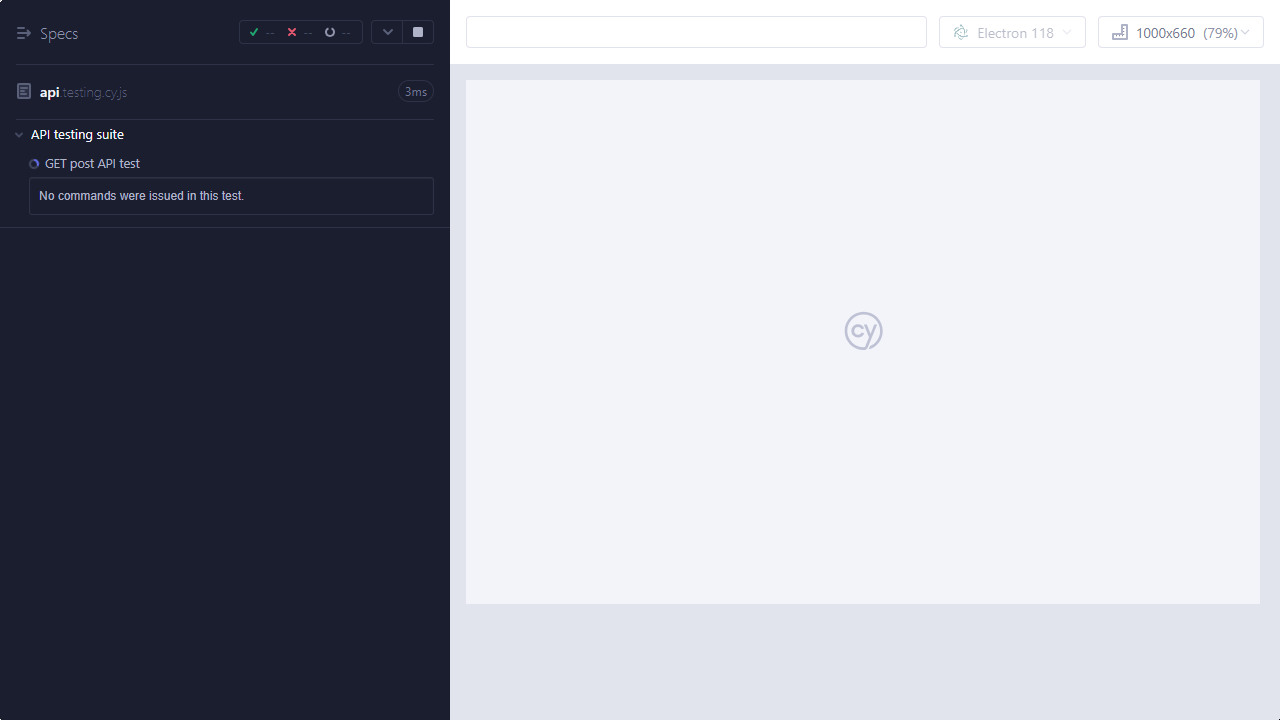 Specs
--
--
--
Electron 118
1000x660 (79%)
api.testing.cy.js
3ms
API testing suite
GET post API test
No commands were issued in this test.
cy